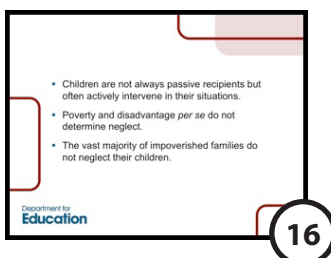 ▪ Children are not always passive recipients but
often actively intervene in their situations.
▪ Poverty and disadvantage per se do not
determine neglect.
▪ The vast majority of impoverished families do
not neglect their children.
Department for
Education
16